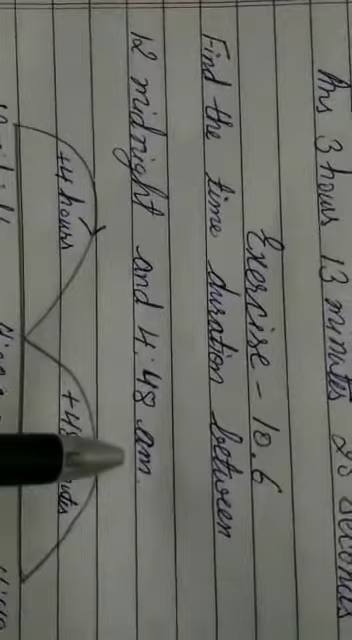 Ans 3 hours 13 minutes 25 seconds
Exercise - 10.6
Find the time duration between
12 midnight and 4:48 am.
+4 hours